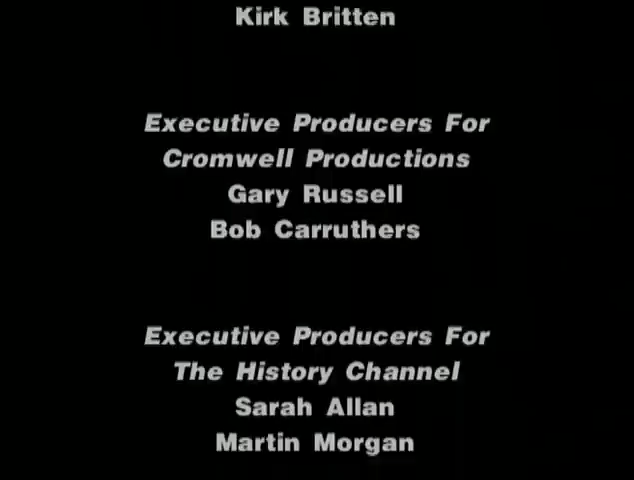 Kirk Britten
Executive Producers For
Cromwell Productions
Gary Russell
Bob Carruthers
Executive Producers For
The History Channel
Sarah Allan
Martin Morgan